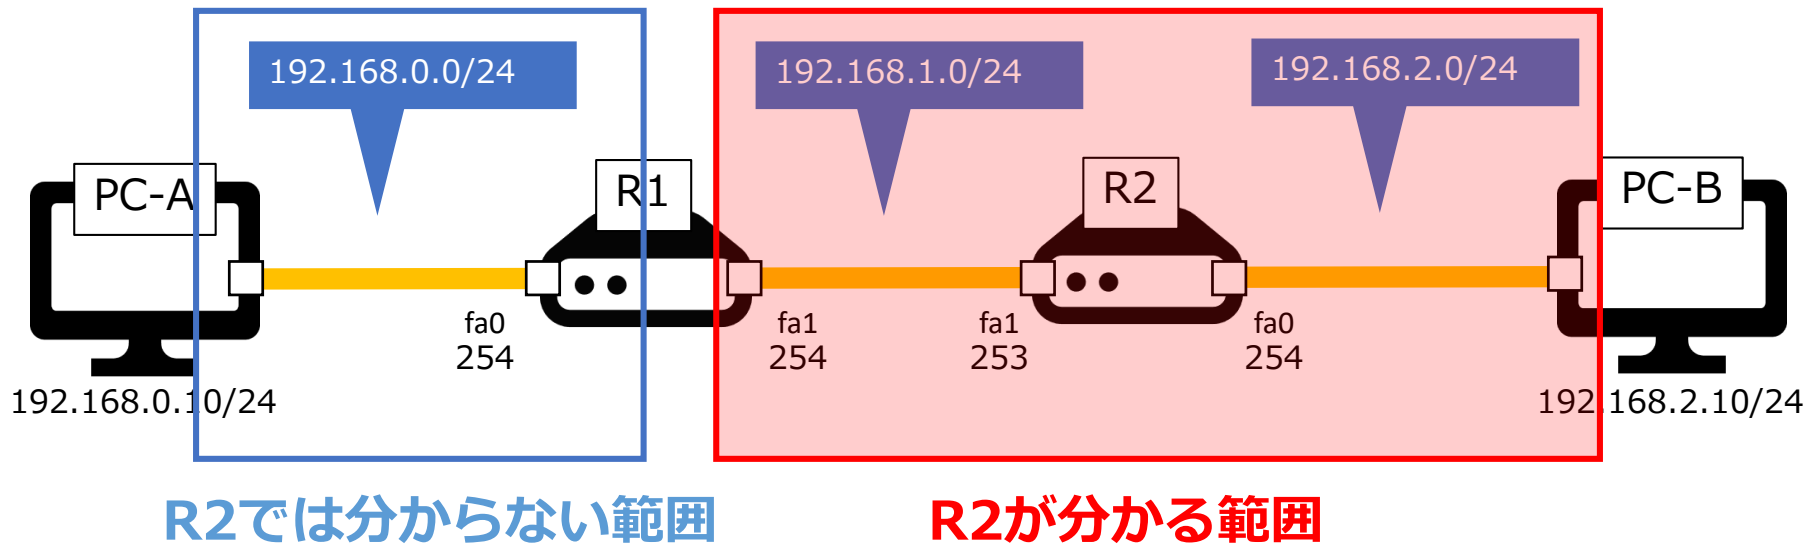 192.168.0.0/24
192.168.1.0/24
192.168.2.0/24
PC-A
R1
R2
PC-B
fa0
254
fa1
254
fa1
253
fa0
254
192.168.0.10/24
192.168.2.10/24
R2では分からない範囲
R2が分かる範囲